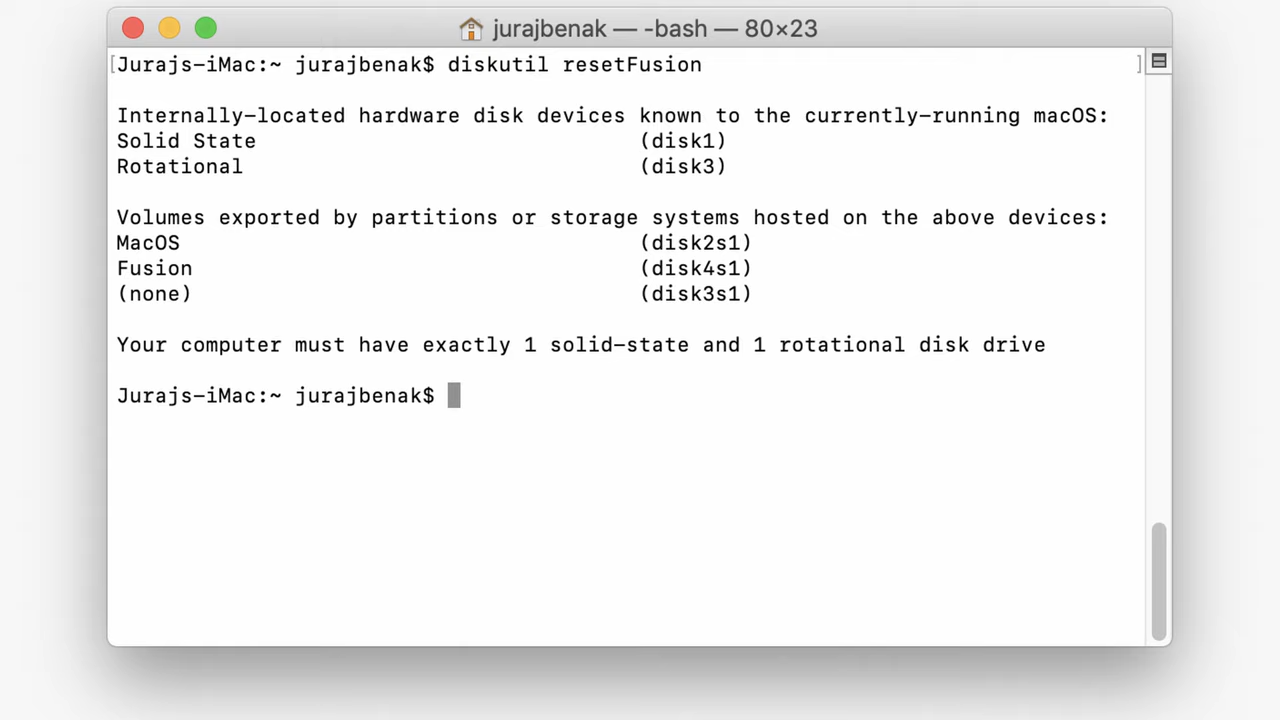 jurajbenak — -bash — 80×23
[Jurajs-iMac:~ jurajbenak$ diskutil resetFusion ]
Internally-located hardware disk devices known to the currently-running macOS:
Solid State (disk1)
Rotational (disk3)
Volumes exported by partitions or storage systems hosted on the above devices:
MacOS (disk2s1)
Fusion (disk4s1)
(none) (disk3s1)
Your computer must have exactly 1 solid-state and 1 rotational disk drive
Jurajs-iMac:~ jurajbenak$